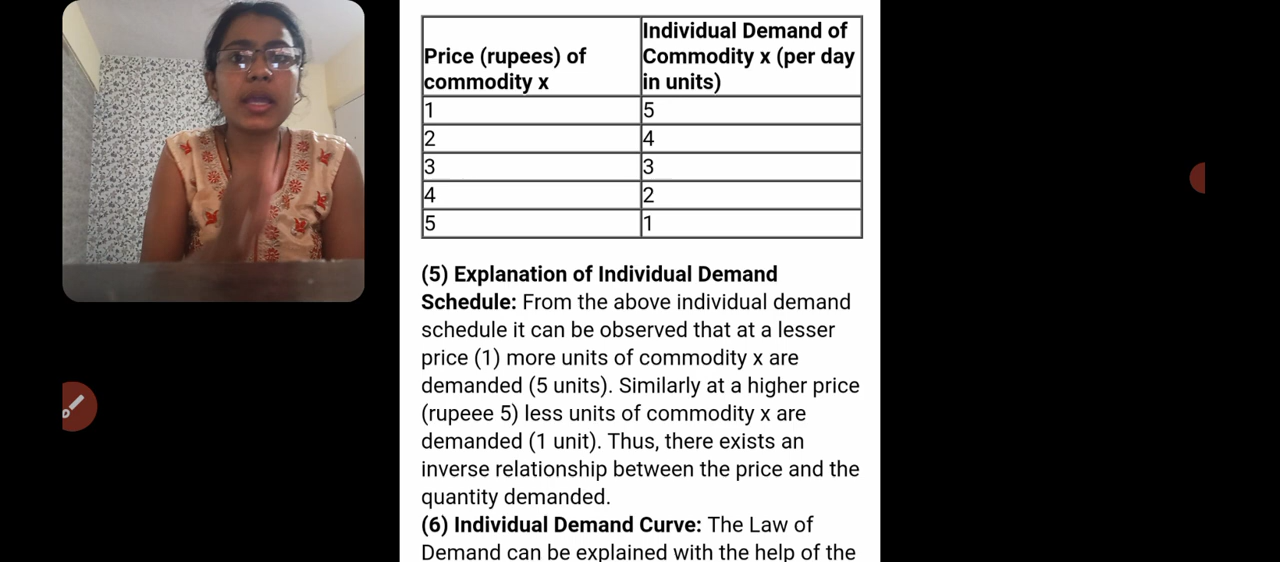 Price (rupees) of commodity x
Individual Demand of Commodity x (per day in units)
1 5
2 4
3 3
4 2
5 1
(5) Explanation of Individual Demand
Schedule: From the above individual demand
schedule it can be observed that at a lesser
price (1) more units of commodity x are
demanded (5 units). Similarly at a higher price
(rupeee 5) less units of commodity x are
demanded (1 unit). Thus, there exists an
inverse relationship between the price and the
quantity demanded.
(6) Individual Demand Curve: The Law of
Demand can be explained with the help of the